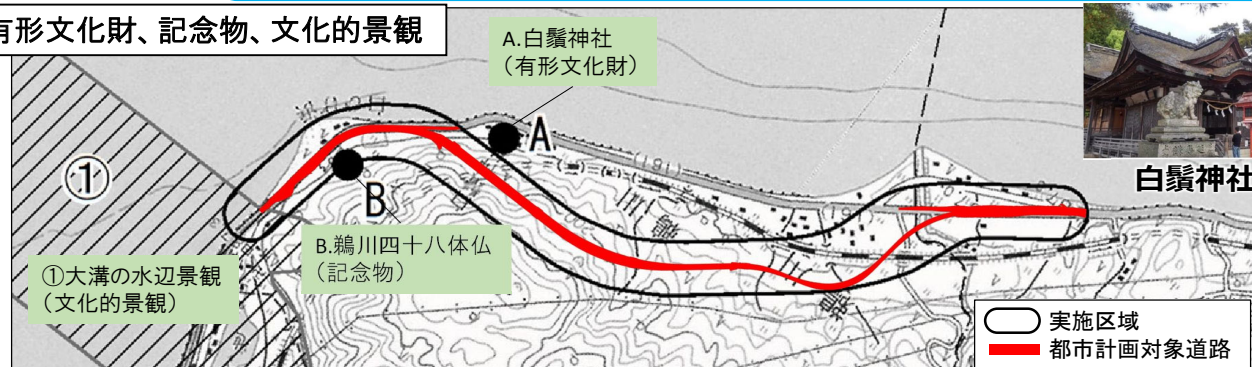 有形文化財、記念物、文化的景観
A.白鬚神社
（有形文化財）
A
①
B
B.鵜川四十八体仏
（記念物）
①大溝の水辺景観
（文化的景観）
白鬚神社
実施区域
都市計画対象道路